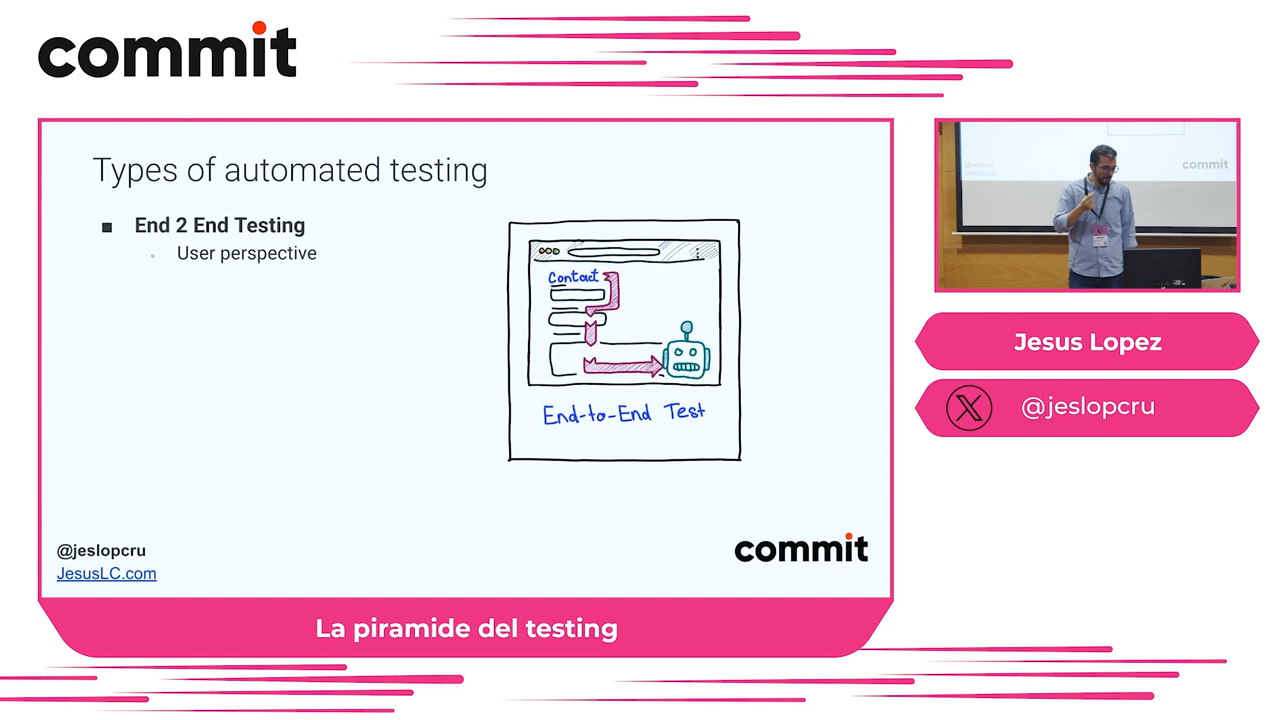 commit
Types of automated testing
End 2 End Testing
User perspective
Contact
End-to-End Test
@jeslopcru
JesusLC.com
commit
La piramide del testing
commit
Jesus Lopez
@jeslopcru